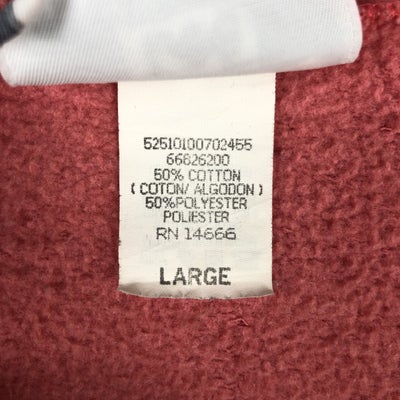 52510100702455
66826200
50% COTTON
( COTON/ ALGODON )
50%POLYESTER
POLIESTER
RN 14666
LARGE